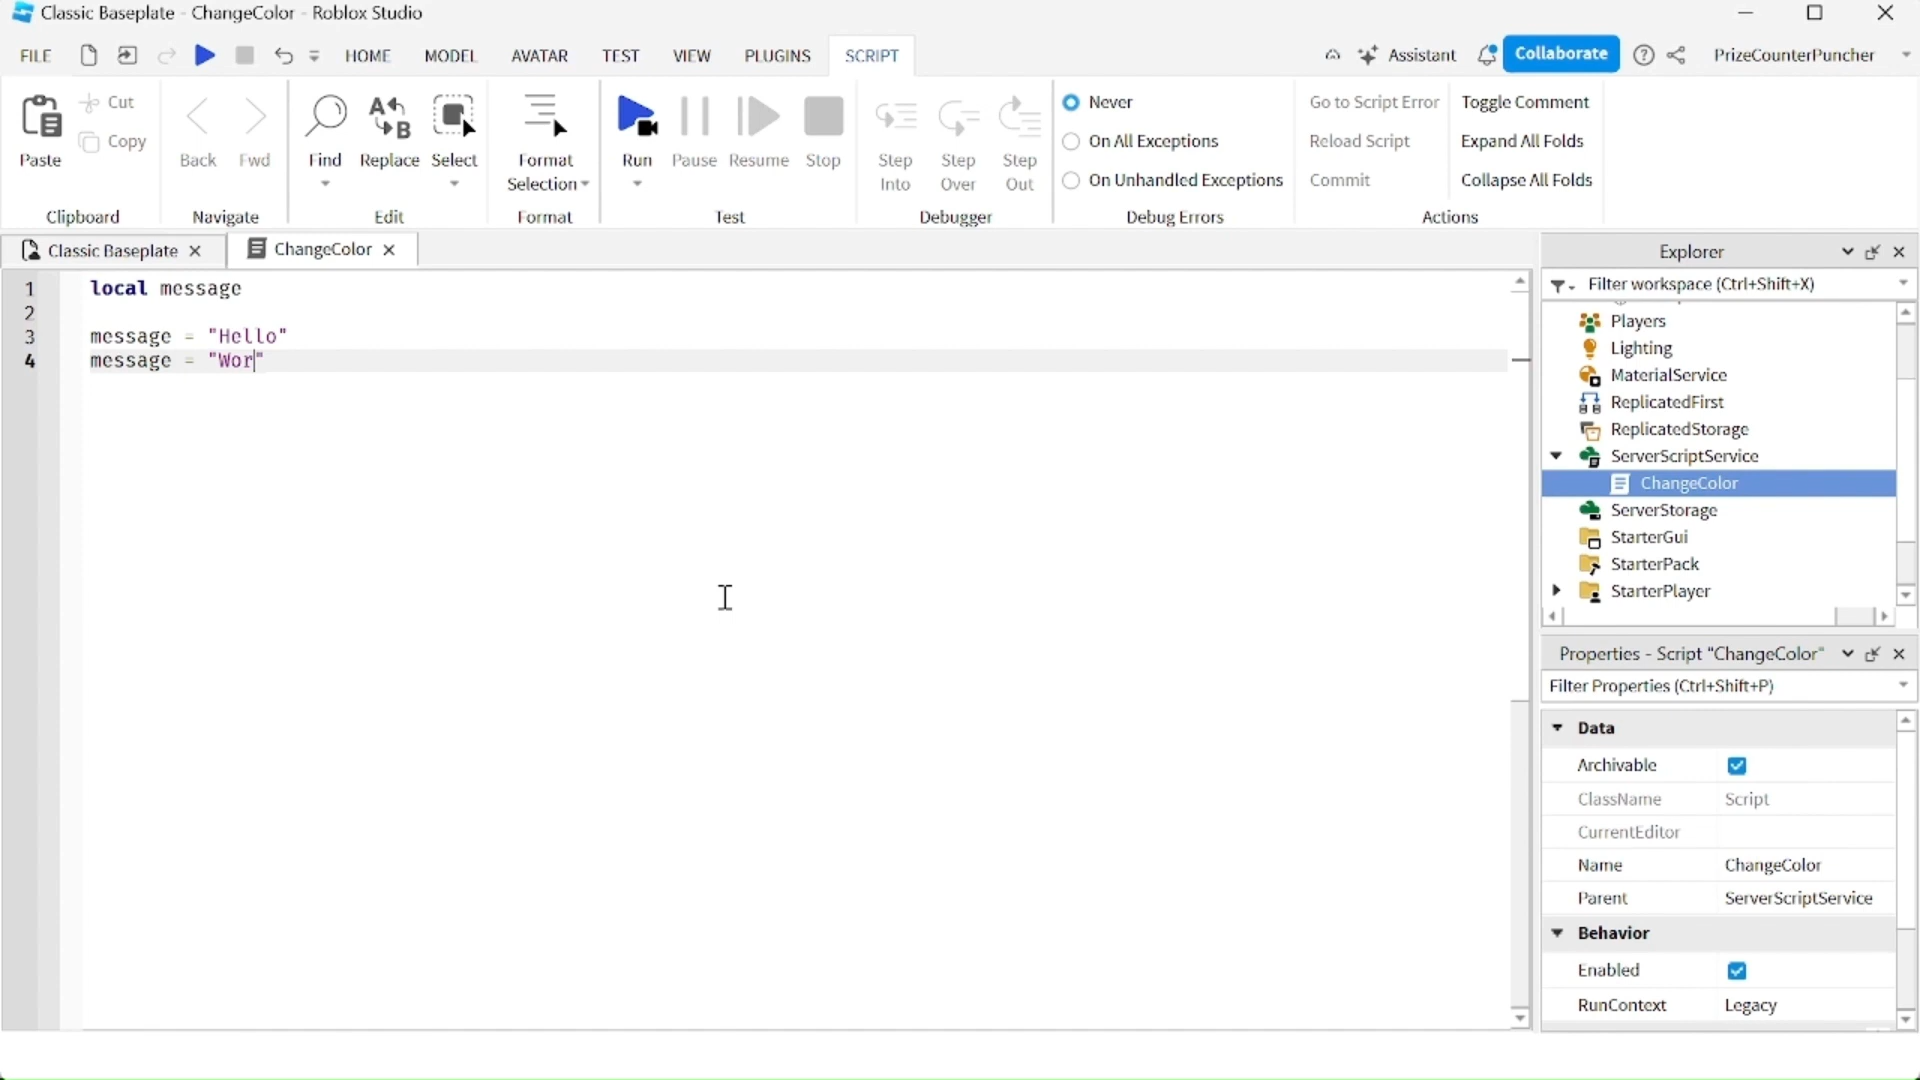 Classic Baseplate - ChangeColor - Roblox Studio
FILE HOME MODEL AVATAR TEST VIEW PLUGINS SCRIPT Assistant Collaborate PrizeCounterPuncher
Paste Cut Copy
Clipboard
Back Fwd
Navigate
Find Replace Select
Edit
Format Selection
Format
Run Pause Resume Stop
Test
Step Into Step Over Step Out
Debugger
Never
On All Exceptions
On Unhandled Exceptions
Debug Errors
Go to Script Error Toggle Comment
Reload Script Expand All Folds
Commit Collapse All Folds
Actions
Classic Baseplate ChangeColor
1 local message
2
3 message = "Hello"
4 message = "Wor"
Explorer
Filter workspace (Ctrl+Shift+X)
Players
Lighting
MaterialService
ReplicatedFirst
ReplicatedStorage
ServerScriptService
ChangeColor
ServerStorage
StarterGui
StarterPack
StarterPlayer
Properties - Script "ChangeColor"
Filter Properties (Ctrl+Shift+P)
Data
Archivable
ClassName Script
CurrentEditor
Name ChangeColor
Parent ServerScriptService
Behavior
Enabled
RunContext Legacy